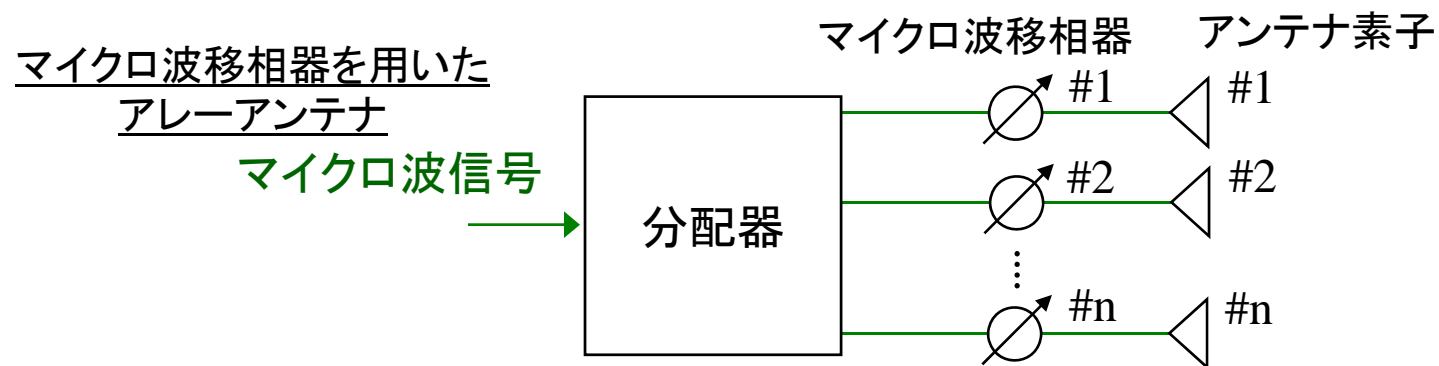 マイクロ波移相器を用いた
アレーアンテナ
マイクロ波信号
分配器
マイクロ波移相器
アンテナ素子
#1
#1
#2
#2
#n
#n